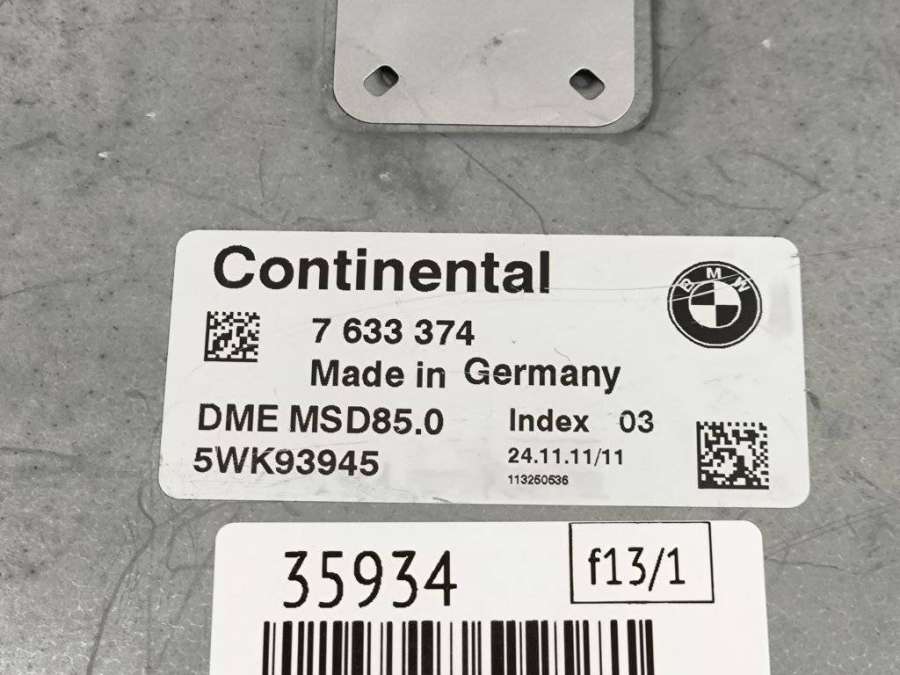 Continental
BMW
7 633 374
Made in Germany
DME MSD85.0 Index 03
5WK93945 24.11.11/11
113250536
35934 f13/1